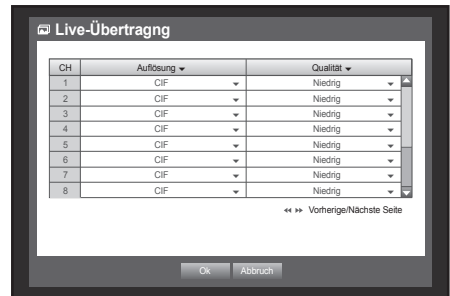 Live-Übertragng
CH Auflösung Qualität
1 CIF Niedrig
2 CIF Niedrig
3 CIF Niedrig
4 CIF Niedrig
5 CIF Niedrig
6 CIF Niedrig
7 CIF Niedrig
8 CIF Niedrig
Vorherige/Nächste Seite
Ok Abbruch